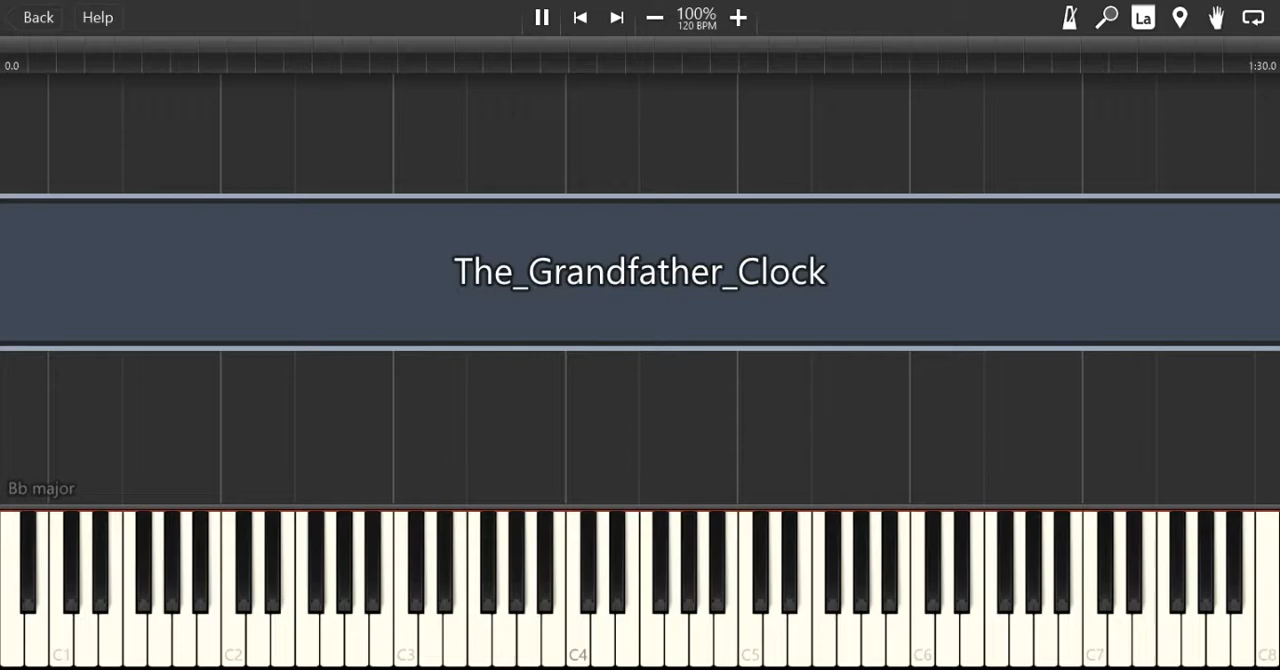 Back
Help
100%
120 BPM
La
0.0
1:30.0
The_Grandfather_Clock
Bb major
C1
C2
C3
C4
C5
C6
C7
C8